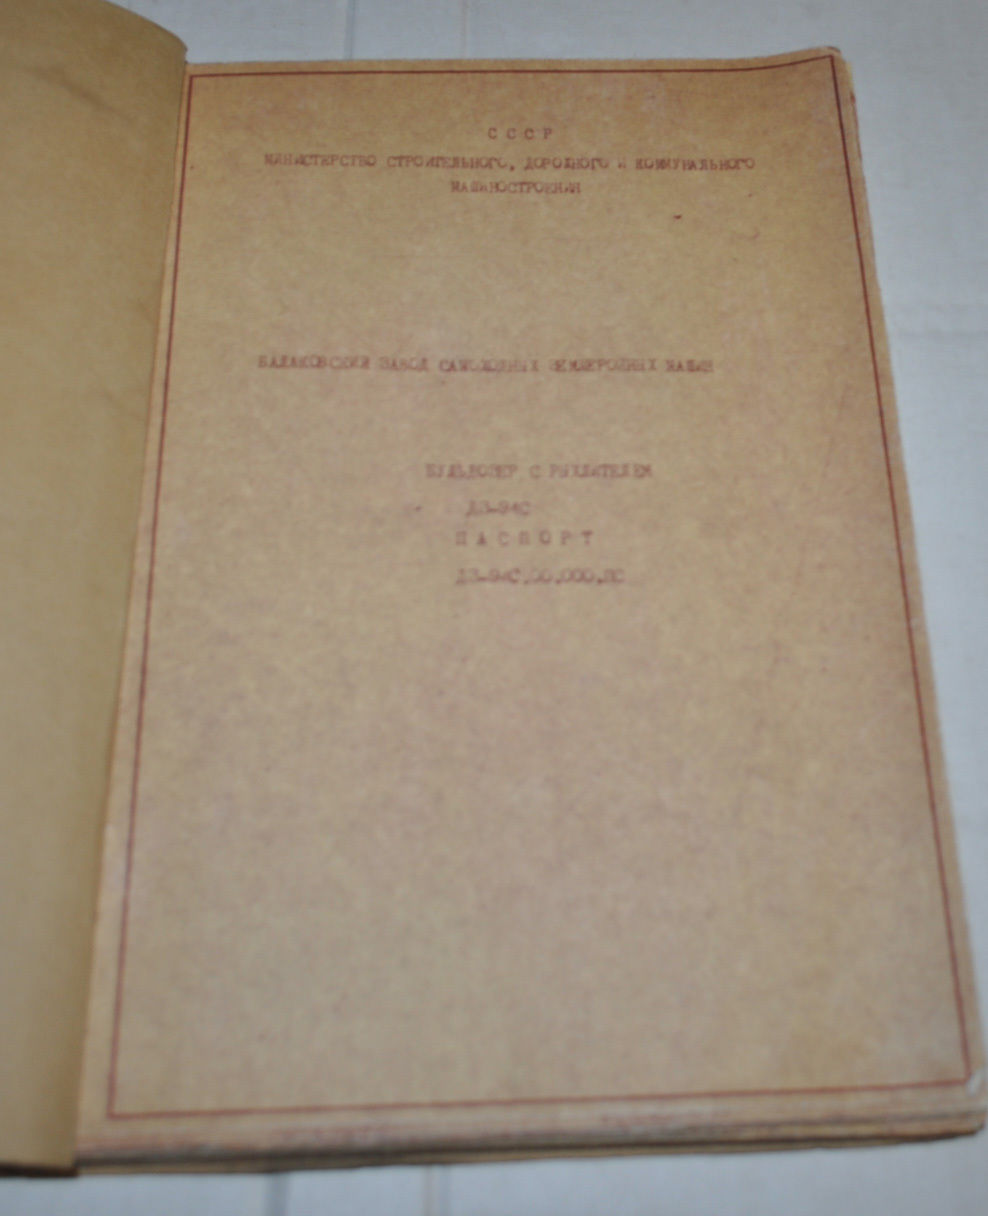 СССР
МИНИСТЕРСТВО СТРОИТЕЛЬНОГО, ДОРОЖНОГО И КОММУНАЛЬНОГО
МАШИНОСТРОЕНИЯ
БАЛАКОВСКИЙ ЗАВОД САМОХОДНЫХ ЗЕМЛЕРОЙНЫХ МАШИН
БУЛЬДОЗЕР С РЫХЛИТЕЛЕМ
ДЗ-94С
ПАСПОРТ
ДЗ-94С.00.000.ПС